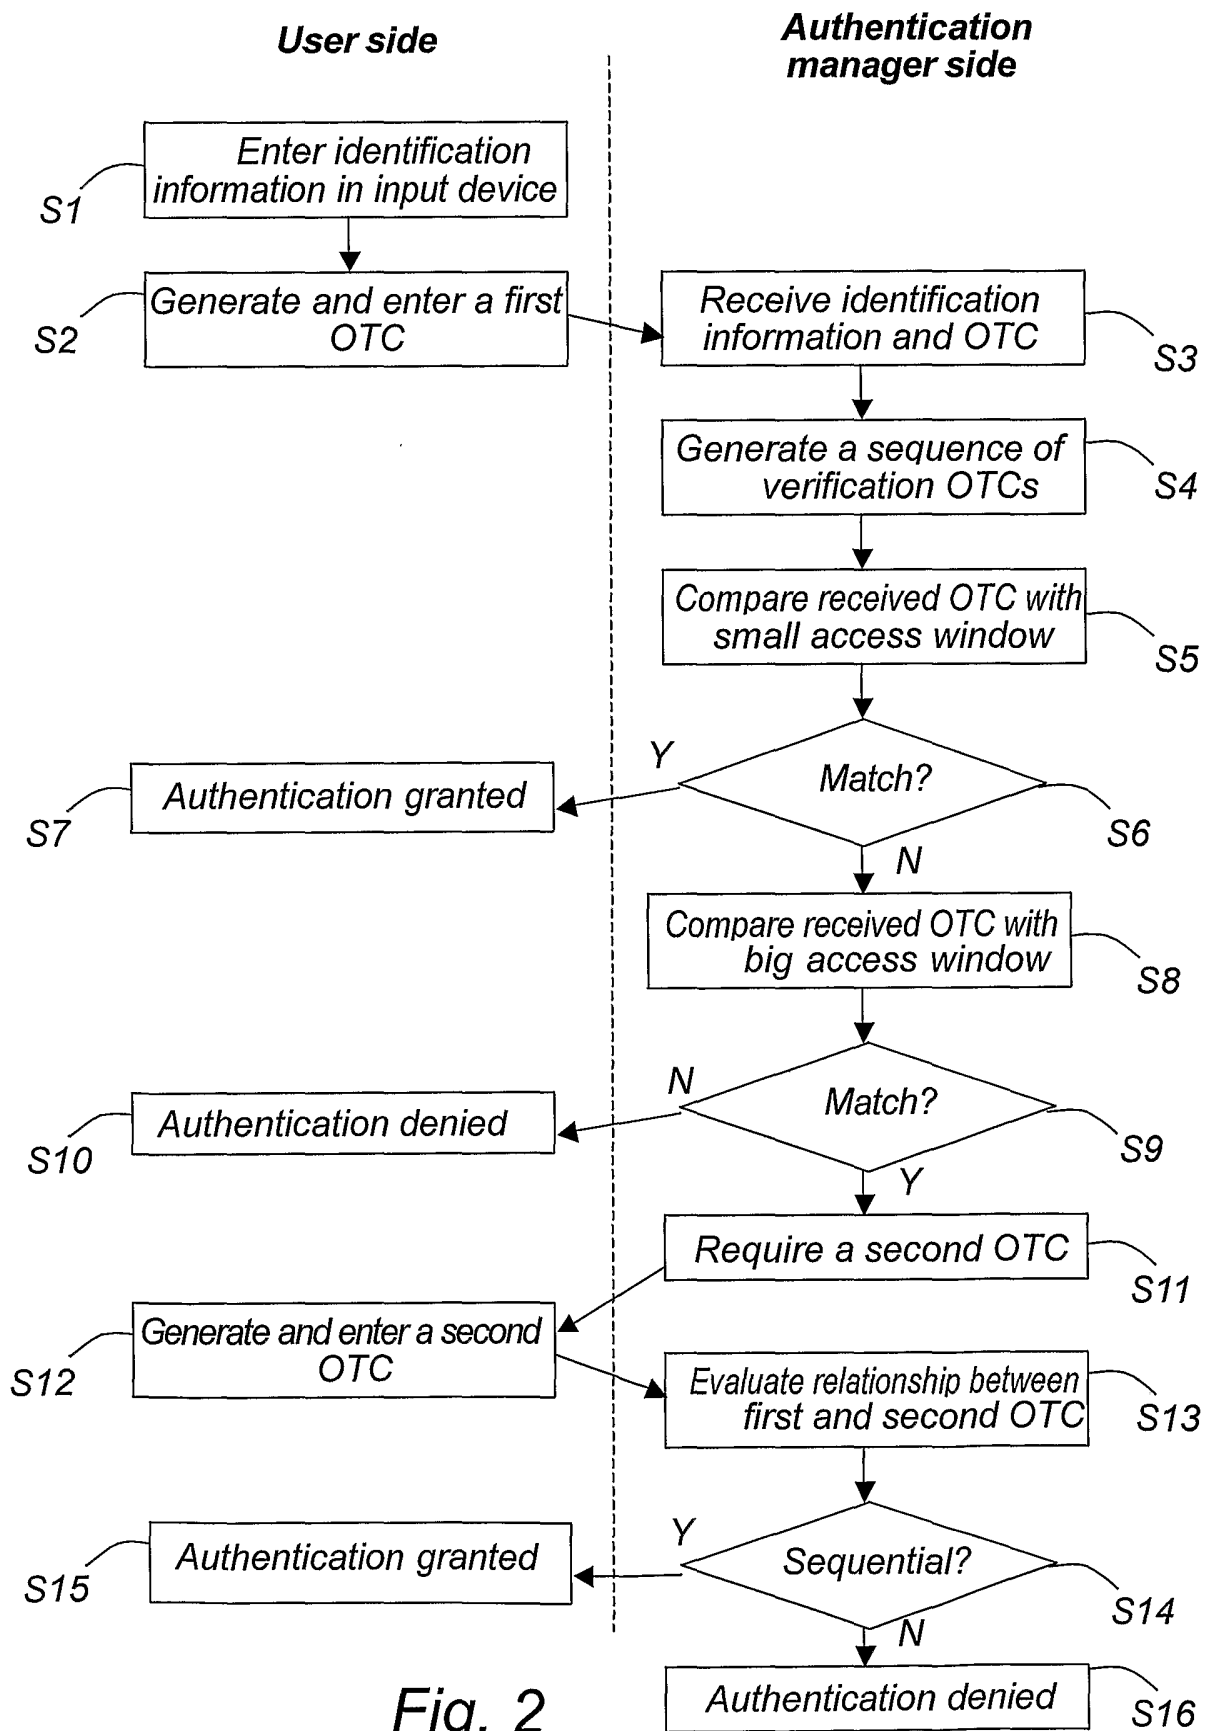 User side
Authentication
manager side
Enter identification
information in input device
S1
Generate and enter a first
OTC
S2
Receive identification
information and OTC
S3
Generate a sequence of
verification OTCs
S4
Compare received OTC with
small access window
S5
Match?
S6
Y
N
Authentication granted
S7
Compare received OTC with
big access window
S8
Match?
S9
N
Y
Authentication denied
S10
Require a second OTC
S11
Generate and enter a second
OTC
S12
Evaluate relationship between
first and second OTC
S13
Sequential?
S14
Y
N
Authentication granted
S15
Authentication denied
S16
Fig. 2